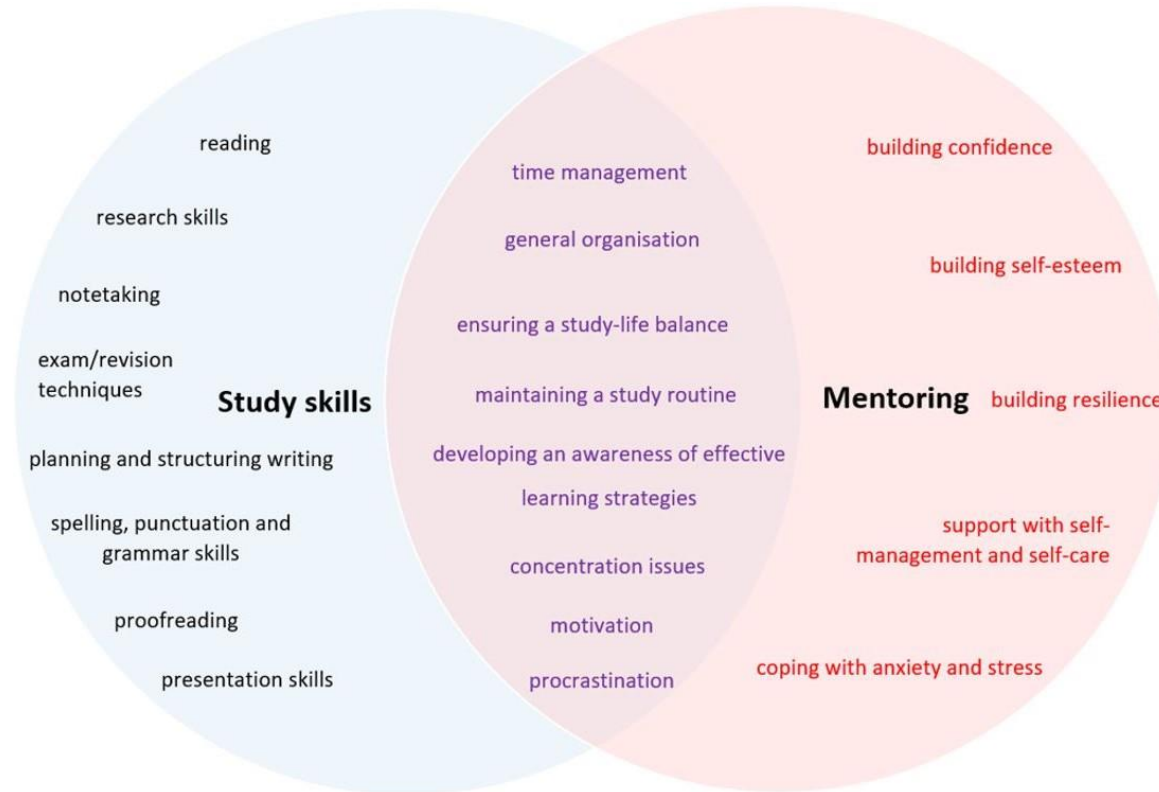 reading
research skills
notetaking
exam/revision
techniques
Study skills
planning and structuring writing
spelling, punctuation and
grammar skills
proofreading
presentation skills
time management
general organisation
ensuring a study-life balance
maintaining a study routine
developing an awareness of effective
learning strategies
concentration issues
motivation
procrastination
building confidence
building self-esteem
Mentoring
building resilience
support with self-
management and self-care
coping with anxiety and stress